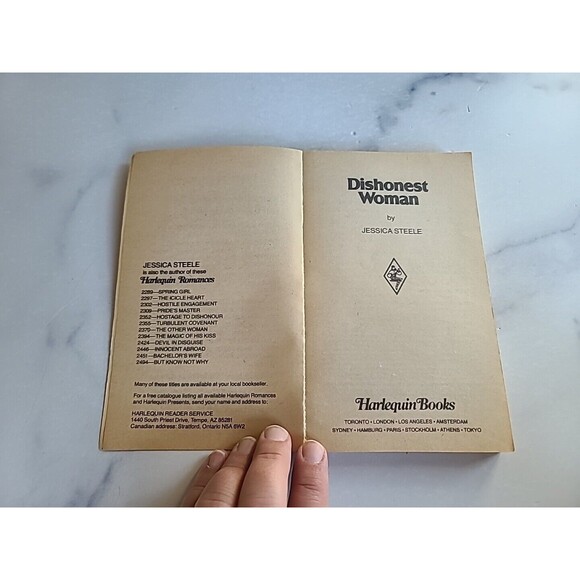 JESSICA STEELE
is also the author of these
Harlequin Romances
2289—SPRING GIRL
2297—THE ICICLE HEART
2302—HOSTILE ENGAGEMENT
2309—PRIDE'S MASTER
2352—HOSTAGE TO DISHONOUR
2355—TURBULENT COVENANT
2370—THE OTHER WOMAN
2394—THE MAGIC OF HIS KISS
2424—DEVIL IN DISGUISE
2446—INNOCENT ABROAD
2451—BACHELOR'S WIFE
2494—BUT KNOW NOT WHY
Many of these titles are available at your local bookseller.
For a free catalogue listing all available Harlequin Romances
and Harlequin Presents, send your name and address to:
HARLEQUIN READER SERVICE
1440 South Priest Drive, Tempe, AZ 85281
Canadian address: Stratford, Ontario N5A 6W2
Dishonest
Woman
by
JESSICA STEELE
Harlequin Books
TORONTO • LONDON • LOS ANGELES • AMSTERDAM
SYDNEY • HAMBURG • PARIS • STOCKHOLM • ATHENS • TOKYO